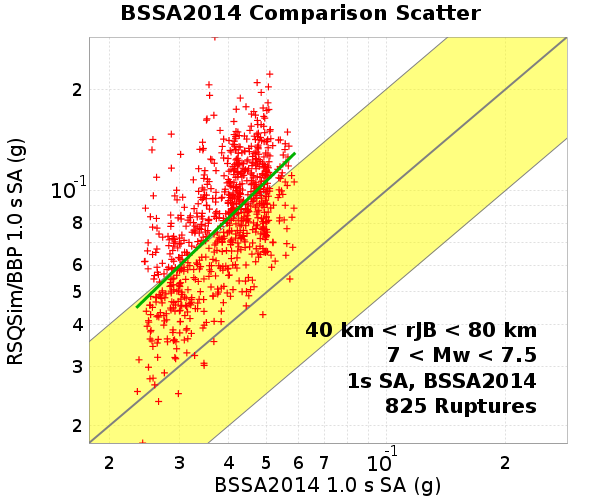 BSSA2014 Comparison Scatter
RSQSim/BBP 1.0 s SA (g)
2
10⁻¹
8
6
5
4
3
2
40 km < rJB < 80 km
7 < Mw < 7.5
1s SA, BSSA2014
825 Ruptures
2 3 4 5 6 7 10⁻¹ 2
BSSA2014 1.0 s SA (g)